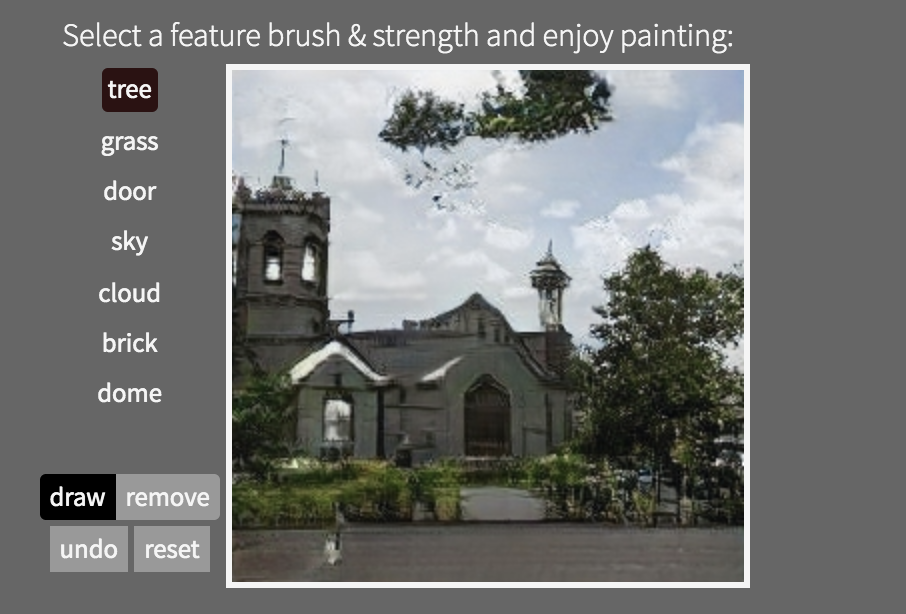 Select a feature brush & strength and enjoy painting:
tree
grass
door
sky
cloud
brick
dome
draw remove
undo reset